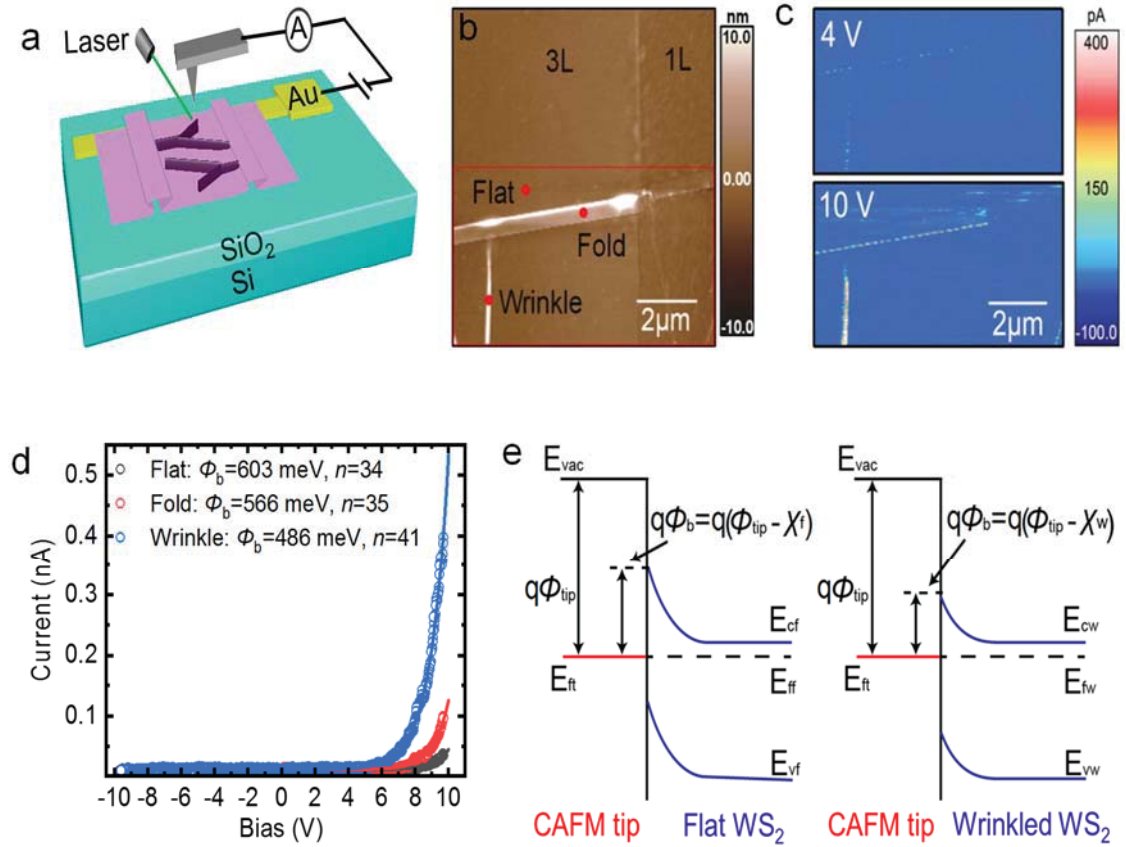 a
Laser
A
Au
SiO₂
Si
b
3L
1L
Flat
Fold
Wrinkle
2μm
nm
10.0
0.00
-10.0
c
4 V
10 V
2μm
pA
400
150
-100.0
d
Flat: Φb=603 meV, n=34
Fold: Φb=566 meV, n=35
Wrinkle: Φb=486 meV, n=41
Current (nA)
0.5
0.4
0.3
0.2
0.1
-10 -8 -6 -4 -2 0 2 4 6 8 10
Bias (V)
e
Evac
qΦb=q(Φtip - χf)
qΦtip
Ecf
Eft
Eff
Evf
CAFM tip
Flat WS₂
Evac
qΦb=q(Φtip - χw)
qΦtip
Ecw
Eft
Efw
Evw
CAFM tip
Wrinkled WS₂